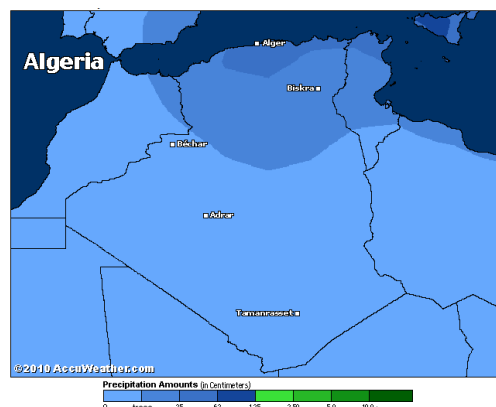 Algeria
Alger
Biskra
Béchar
Adrar
Tamanrasset
©2010 AccuWeather.com
Precipitation Amounts (in Centimeters)